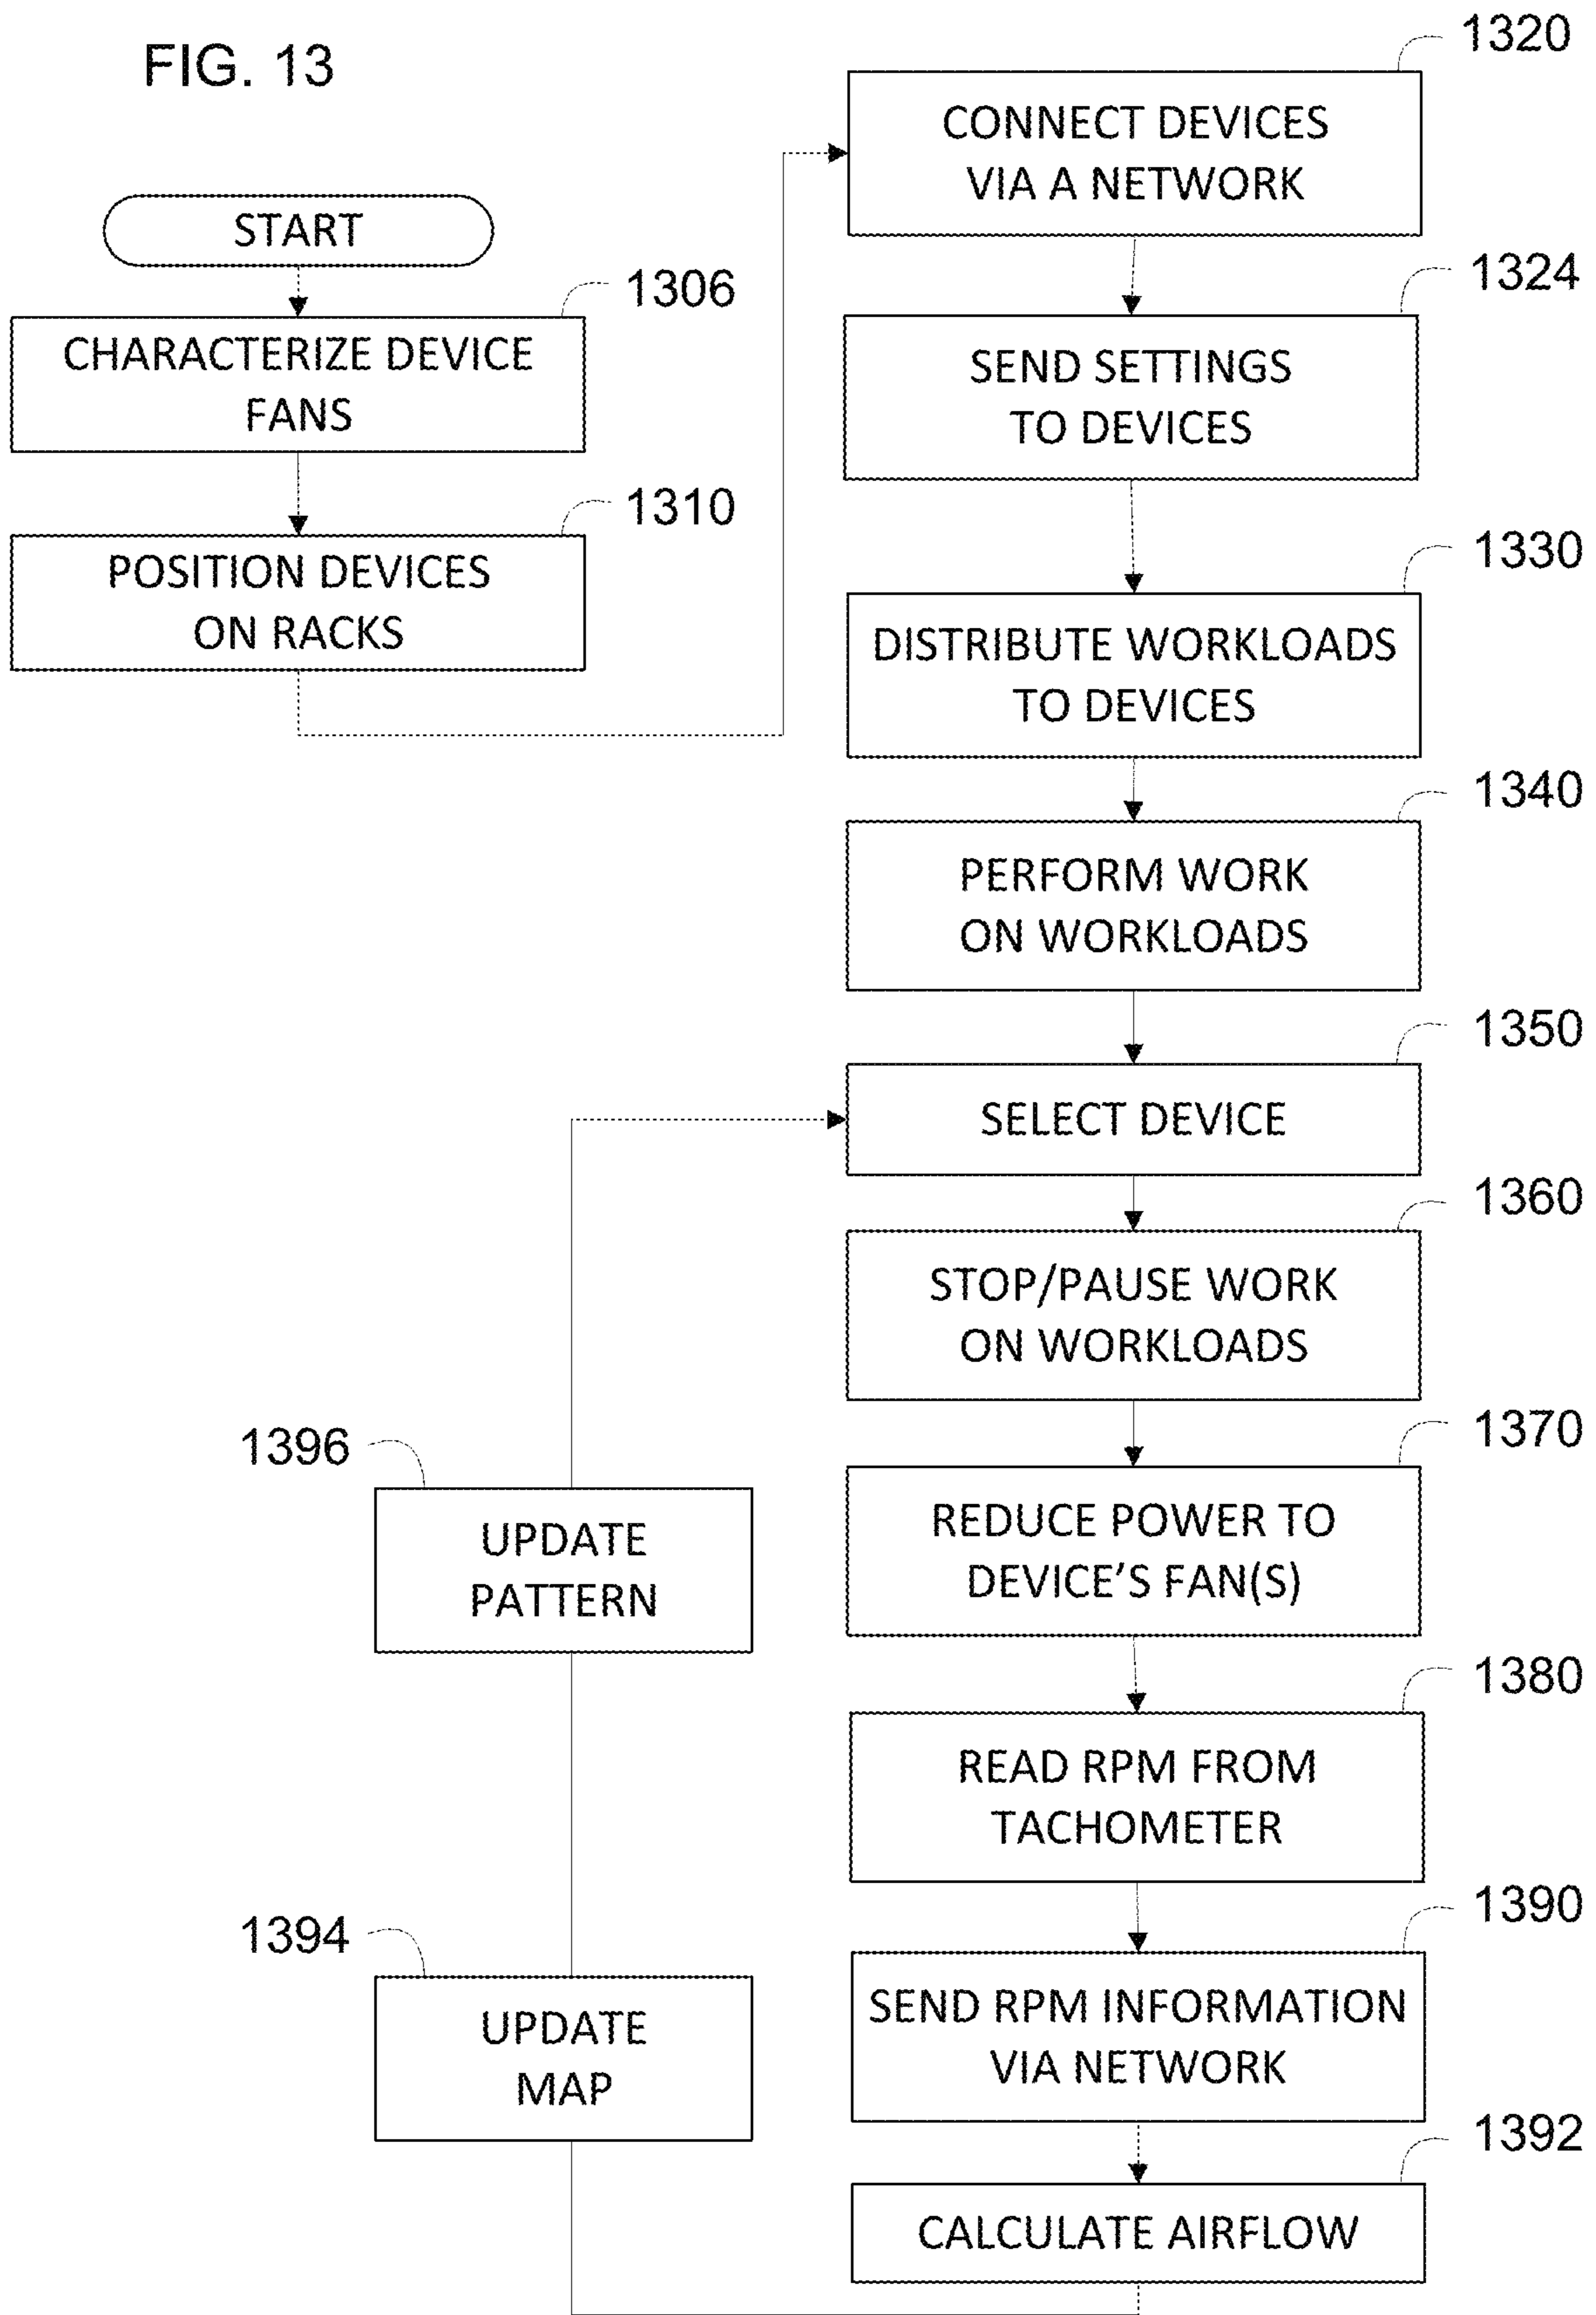 FIG. 13
START
1306
CHARACTERIZE DEVICE
FANS
1310
POSITION DEVICES
ON RACKS
1320
CONNECT DEVICES
VIA A NETWORK
1324
SEND SETTINGS
TO DEVICES
1330
DISTRIBUTE WORKLOADS
TO DEVICES
1340
PERFORM WORK
ON WORKLOADS
1350
SELECT DEVICE
1360
STOP/PAUSE WORK
ON WORKLOADS
1370
REDUCE POWER TO
DEVICE'S FAN(S)
1380
READ RPM FROM
TACHOMETER
1390
SEND RPM INFORMATION
VIA NETWORK
1392
CALCULATE AIRFLOW
1394
UPDATE
MAP
1396
UPDATE
PATTERN